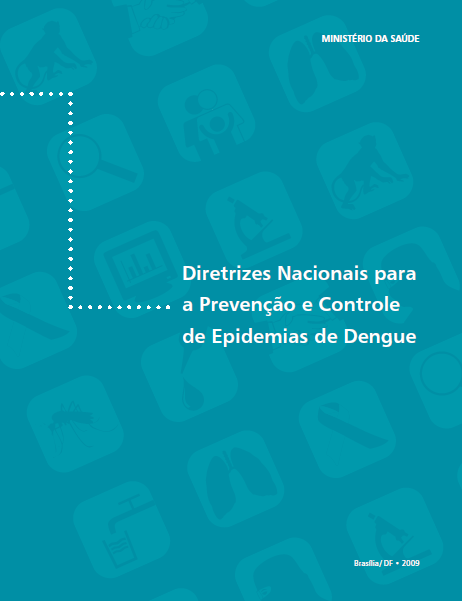 MINISTÉRIO DA SAÚDE
Diretrizes Nacionais para
a Prevenção e Controle
de Epidemias de Dengue
Brasília/ DF • 2009